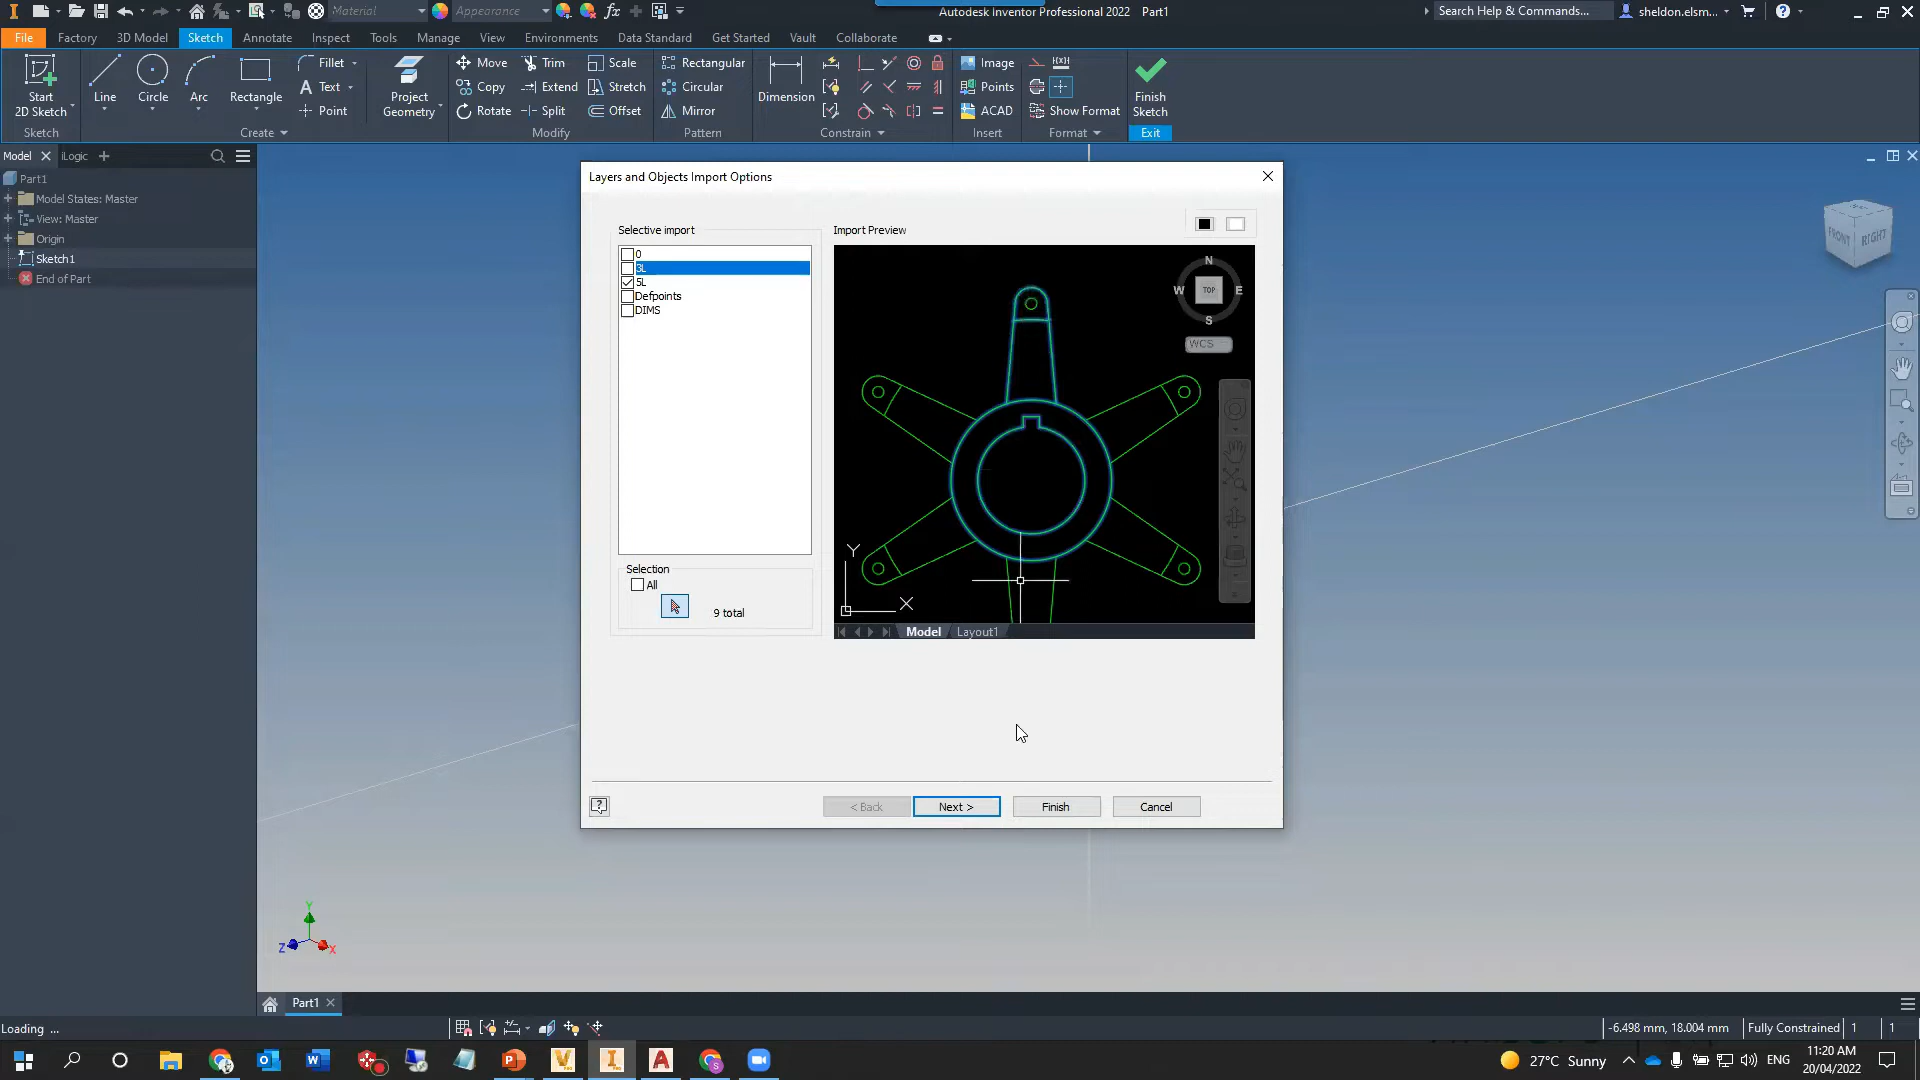 Material
Appearance
Autodesk Inventor Professional 2022 Part1
Search Help & Commands...
sheldon.elsm...
File Factory 3D Model Sketch Annotate Inspect Tools Manage View Environments Data Standard Get Started Vault Collaborate
Start
2D Sketch
Line
Circle
Arc
Rectangle
Fillet
Text
Point
Project
Geometry
Move
Copy
Rotate
Trim
Extend
Split
Scale
Stretch
Offset
Rectangular
Circular
Mirror
Dimension
Image
Points
ACAD
Show Format
Finish
Sketch
Sketch Create Modify Pattern Constrain Insert Format Exit
Model
iLogic
Part1
Model States: Master
View: Master
Origin
Sketch1
End of Part
Layers and Objects Import Options
Selective import
0
3L
5L
Defpoints
DIMS
Selection
All
9 total
Import Preview
N
W
TOP
E
S
WCS
Y
X
Model
Layout1
< Back
Next >
Finish
Cancel
FRONT
RIGHT
Y
Z
X
Part1
Loading ...
-6.498 mm, 18.004 mm
Fully Constrained
1
1
27°C Sunny
ENG
11:20 AM
20/04/2022